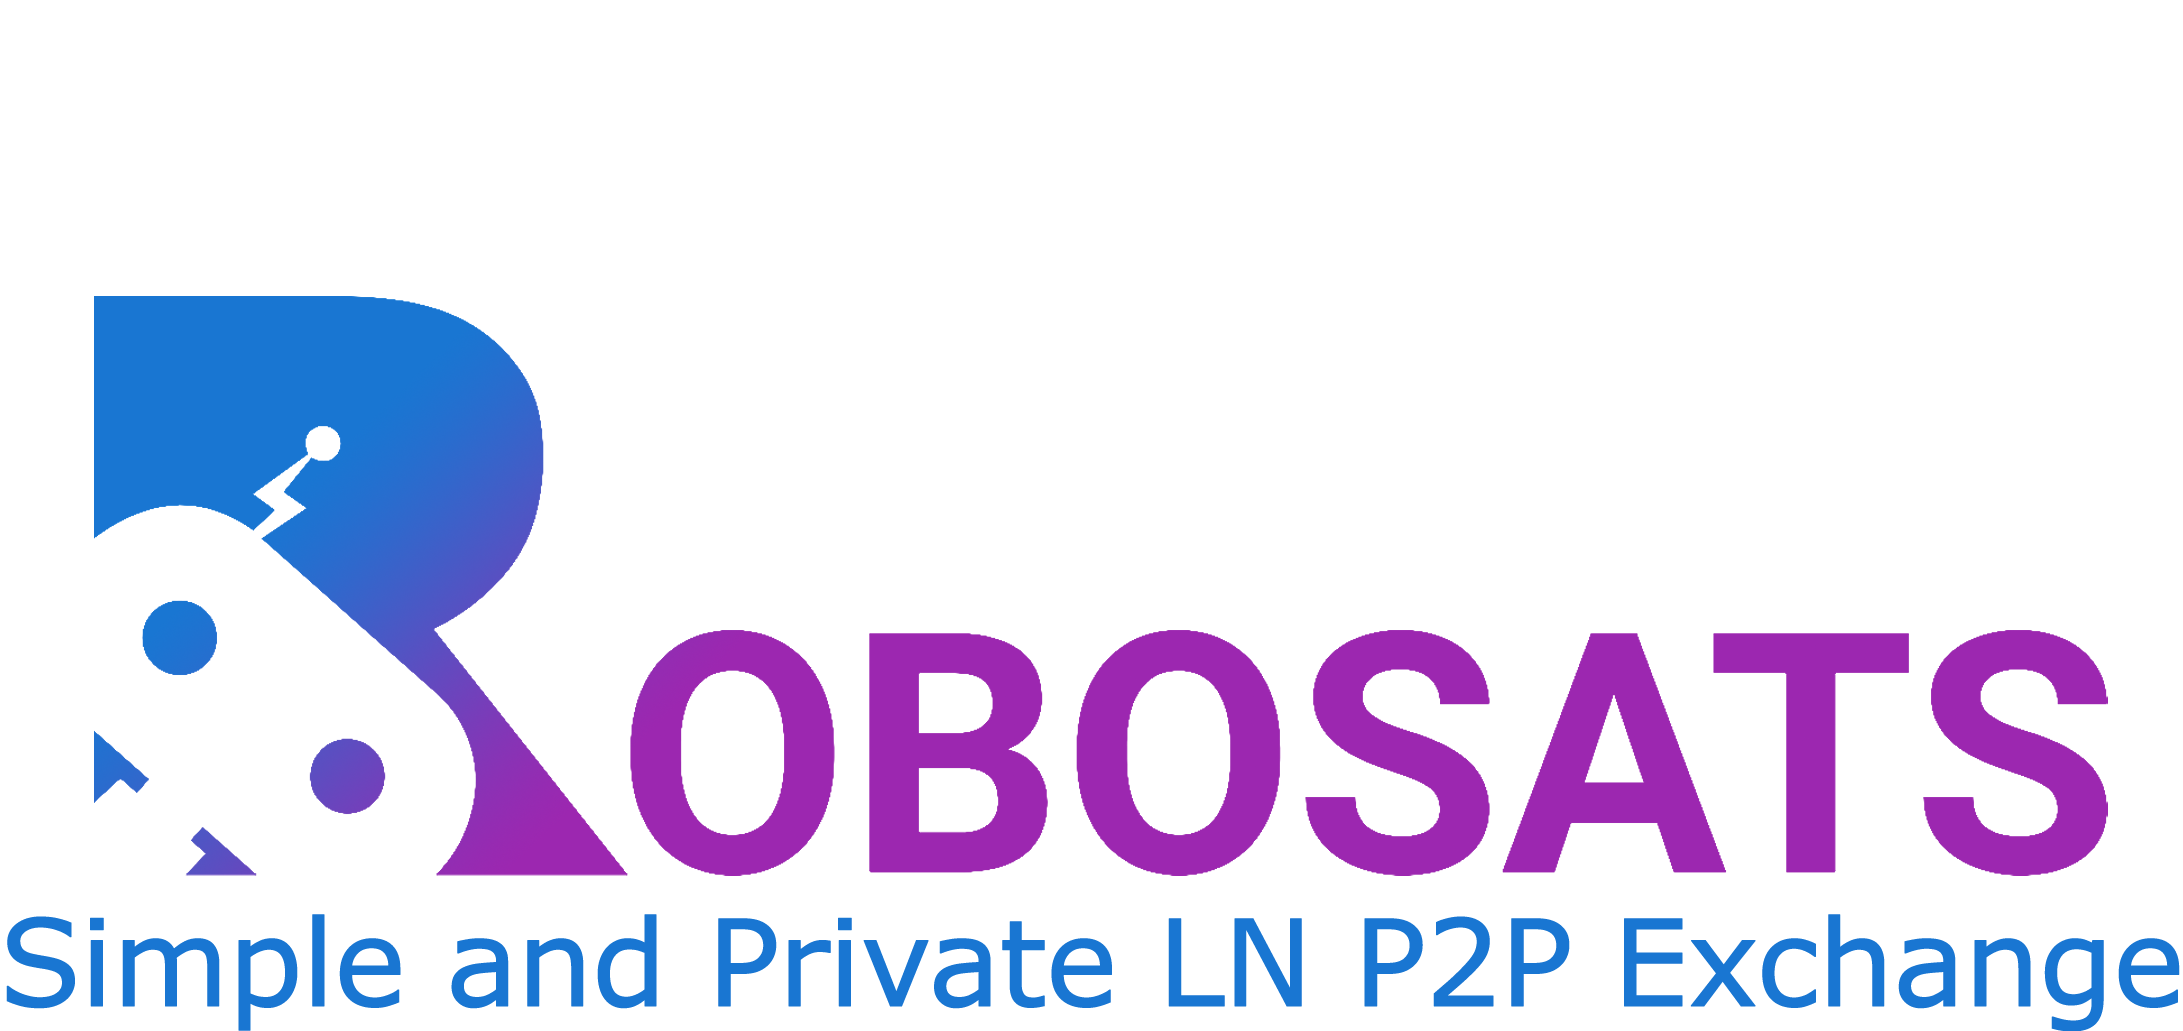 ROBOSATS
Simple and Private LN P2P Exchange